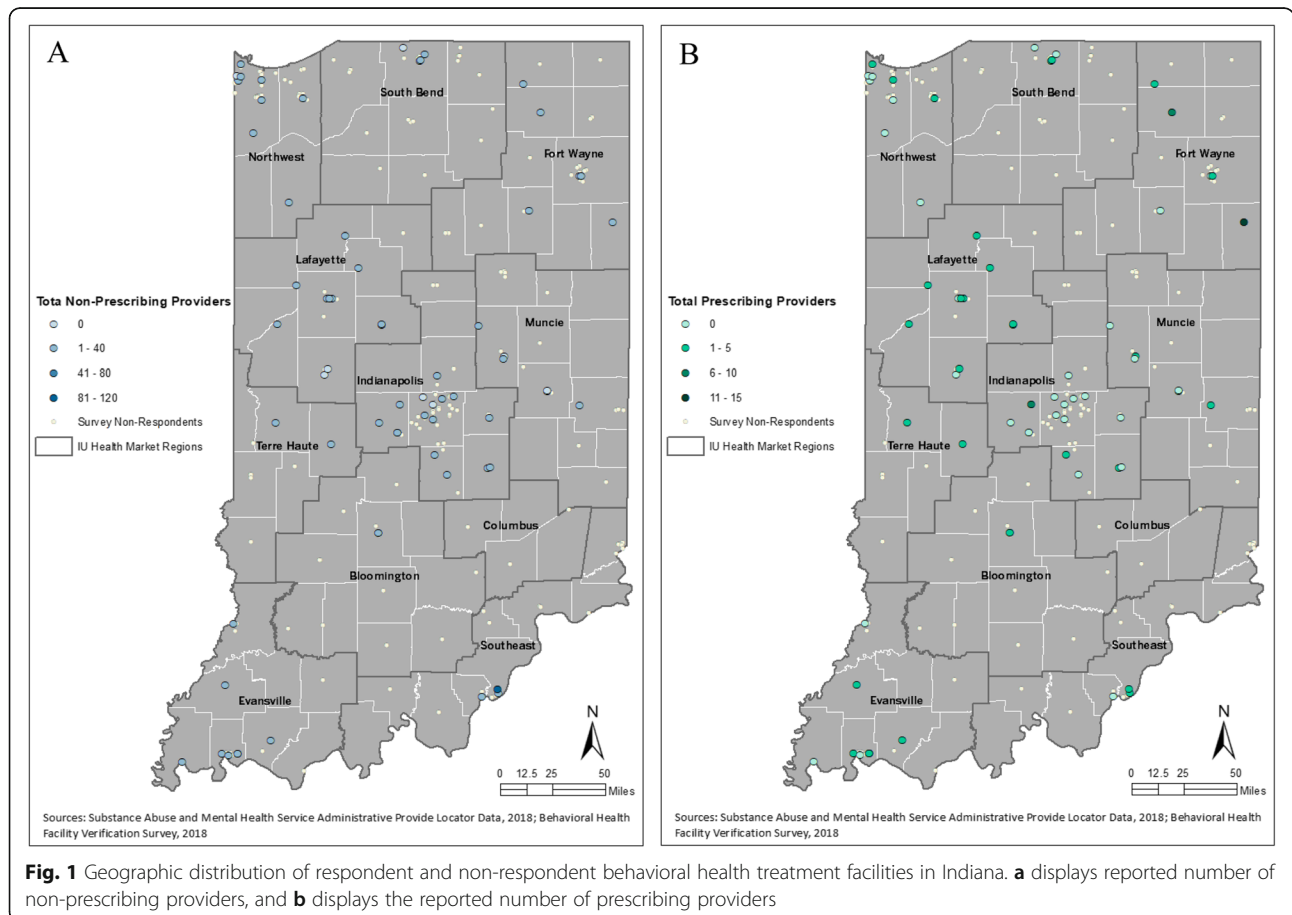 A
South Bend
Fort Wayne
Northwest
Lafayette
Muncie
Indianapolis
Terre Haute
Columbus
Bloomington
Southeast
Evansville
Tota Non-Prescribing Providers
0
1 - 40
41 - 80
81 - 120
Survey Non-Respondents
IU Health Market Regions
N
0 12.5 25 50
Miles
Sources: Substance Abuse and Mental Health Service Administrative Provide Locator Data, 2018; Behavioral Health
Facility Verification Survey, 2018
B
South Bend
Fort Wayne
Northwest
Lafayette
Muncie
Indianapolis
Terre Haute
Columbus
Bloomington
Southeast
Evansville
Total Prescribing Providers
0
1 - 5
6 - 10
11 - 15
Survey Non-Respondents
IU Health Market Regions
N
0 12.5 25 50
Miles
Sources: Substance Abuse and Mental Health Service Administrative Provide Locator Data, 2018; Behavioral Health
Facility Verification Survey, 2018
Fig. 1 Geographic distribution of respondent and non-respondent behavioral health treatment facilities in Indiana. a displays reported number of
non-prescribing providers, and b displays the reported number of prescribing providers